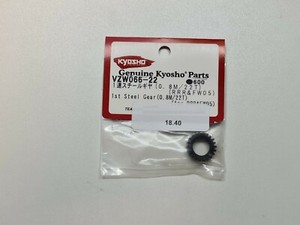 KYOSHO
Genuine Kyosho Parts
VZW066-22
600
1速スチールギヤ(0.8M/22T)
(RRR&FW05)
1st Steel Gear(0.8M/22T)
18.40